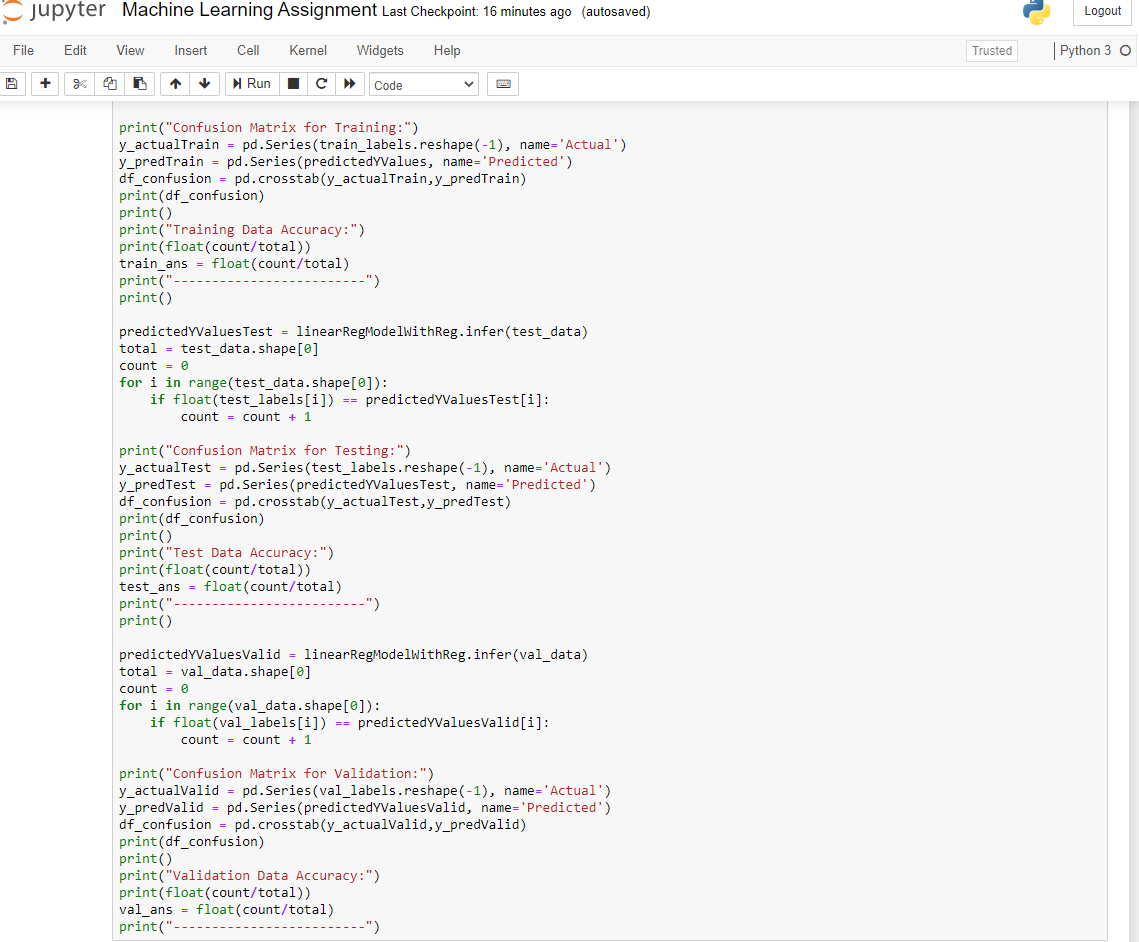 jupyter Machine Learning Assignment Last Checkpoint: 16 minutes ago (autosaved)
Logout
File Edit View Insert Cell Kernel Widgets Help
Trusted Python 3
Run Code
print("Confusion Matrix for Training:")
y_actualTrain = pd.Series(train_labels.reshape(-1), name='Actual')
y_predTrain = pd.Series(predictedYValues, name='Predicted')
df_confusion = pd.crosstab(y_actualTrain,y_predTrain)
print(df_confusion)
print()
print("Training Data Accuracy:")
print(float(count/total))
train_ans = float(count/total)
print("-------------------------")
print()
predictedYValuesTest = linearRegModelWithReg.infer(test_data)
total = test_data.shape[0]
count = 0
for i in range(test_data.shape[0]):
    if float(test_labels[i]) == predictedYValuesTest[i]:
        count = count + 1
print("Confusion Matrix for Testing:")
y_actualTest = pd.Series(test_labels.reshape(-1), name='Actual')
y_predTest = pd.Series(predictedYValuesTest, name='Predicted')
df_confusion = pd.crosstab(y_actualTest,y_predTest)
print(df_confusion)
print()
print("Test Data Accuracy:")
print(float(count/total))
test_ans = float(count/total)
print("-------------------------")
print()
predictedYValuesValid = linearRegModelWithReg.infer(val_data)
total = val_data.shape[0]
count = 0
for i in range(val_data.shape[0]):
    if float(val_labels[i]) == predictedYValuesValid[i]:
        count = count + 1
print("Confusion Matrix for Validation:")
y_actualValid = pd.Series(val_labels.reshape(-1), name='Actual')
y_predValid = pd.Series(predictedYValuesValid, name='Predicted')
df_confusion = pd.crosstab(y_actualValid,y_predValid)
print(df_confusion)
print()
print("Validation Data Accuracy:")
print(float(count/total))
val_ans = float(count/total)
print("-------------------------")